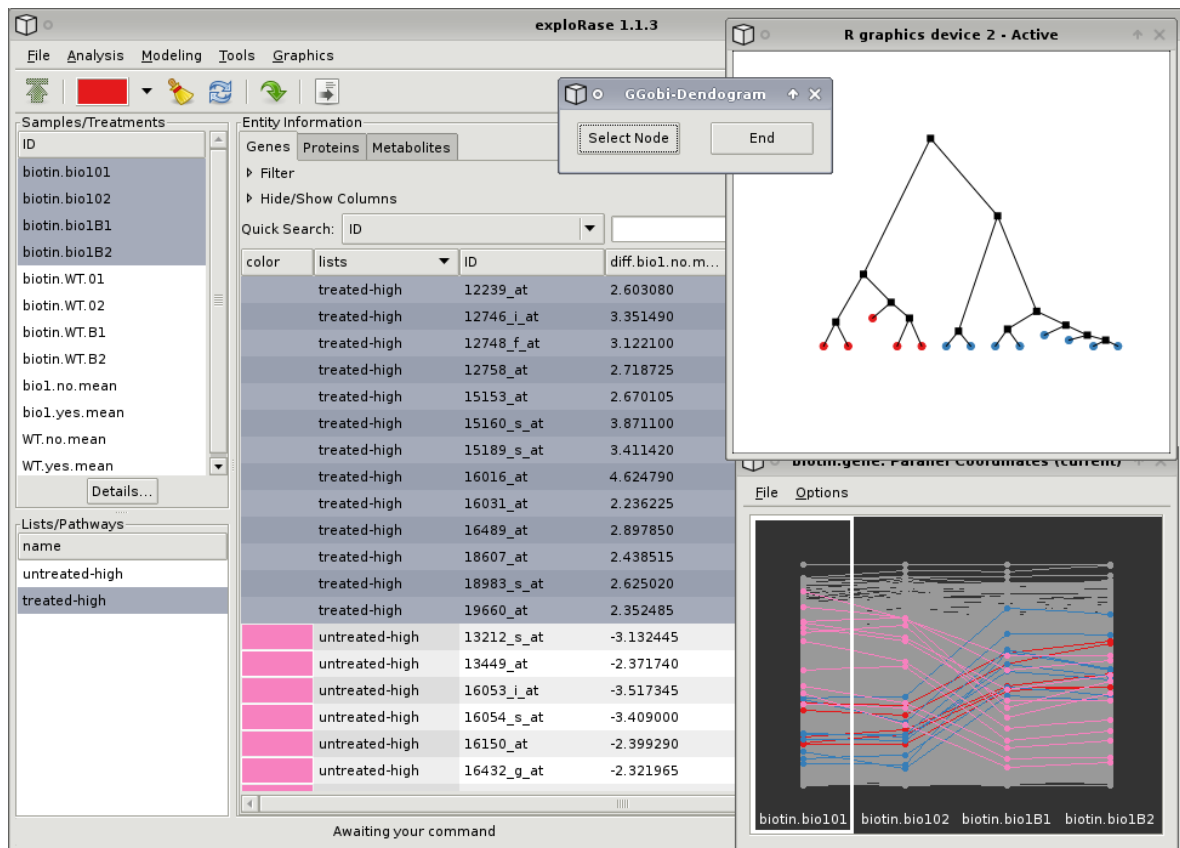 exploRase 1.1.3
File Analysis Modeling Tools Graphics
Samples/Treatments
ID
biotin.bio101
biotin.bio102
biotin.bio1B1
biotin.bio1B2
biotin.WT.01
biotin.WT.02
biotin.WT.B1
biotin.WT.B2
bio1.no.mean
bio1.yes.mean
WT.no.mean
WT.yes.mean
Details...
Lists/Pathways
name
untreated-high
treated-high
Entity Information
Genes Proteins Metabolites
Filter
Hide/Show Columns
Quick Search: ID
color lists ID diff.bio1.no.m...
treated-high 12239_at 2.603080
treated-high 12746_i_at 3.351490
treated-high 12748_f_at 3.122100
treated-high 12758_at 2.718725
treated-high 15153_at 2.670105
treated-high 15160_s_at 3.871100
treated-high 15189_s_at 3.411420
treated-high 16016_at 4.624790
treated-high 16031_at 2.236225
treated-high 16489_at 2.897850
treated-high 18607_at 2.438515
treated-high 18983_s_at 2.625020
treated-high 19660_at 2.352485
untreated-high 13212_s_at -3.132445
untreated-high 13449_at -2.371740
untreated-high 16053_i_at -3.517345
untreated-high 16054_s_at -3.409000
untreated-high 16150_at -2.399290
untreated-high 16432_g_at -2.321965
Awaiting your command
GGobi-Dendogram
Select Node End
R graphics device 2 - Active
biotin.gene: Parallel Coordinates (current)
File Options
biotin.bio101 biotin.bio102 biotin.bio1B1 biotin.bio1B2